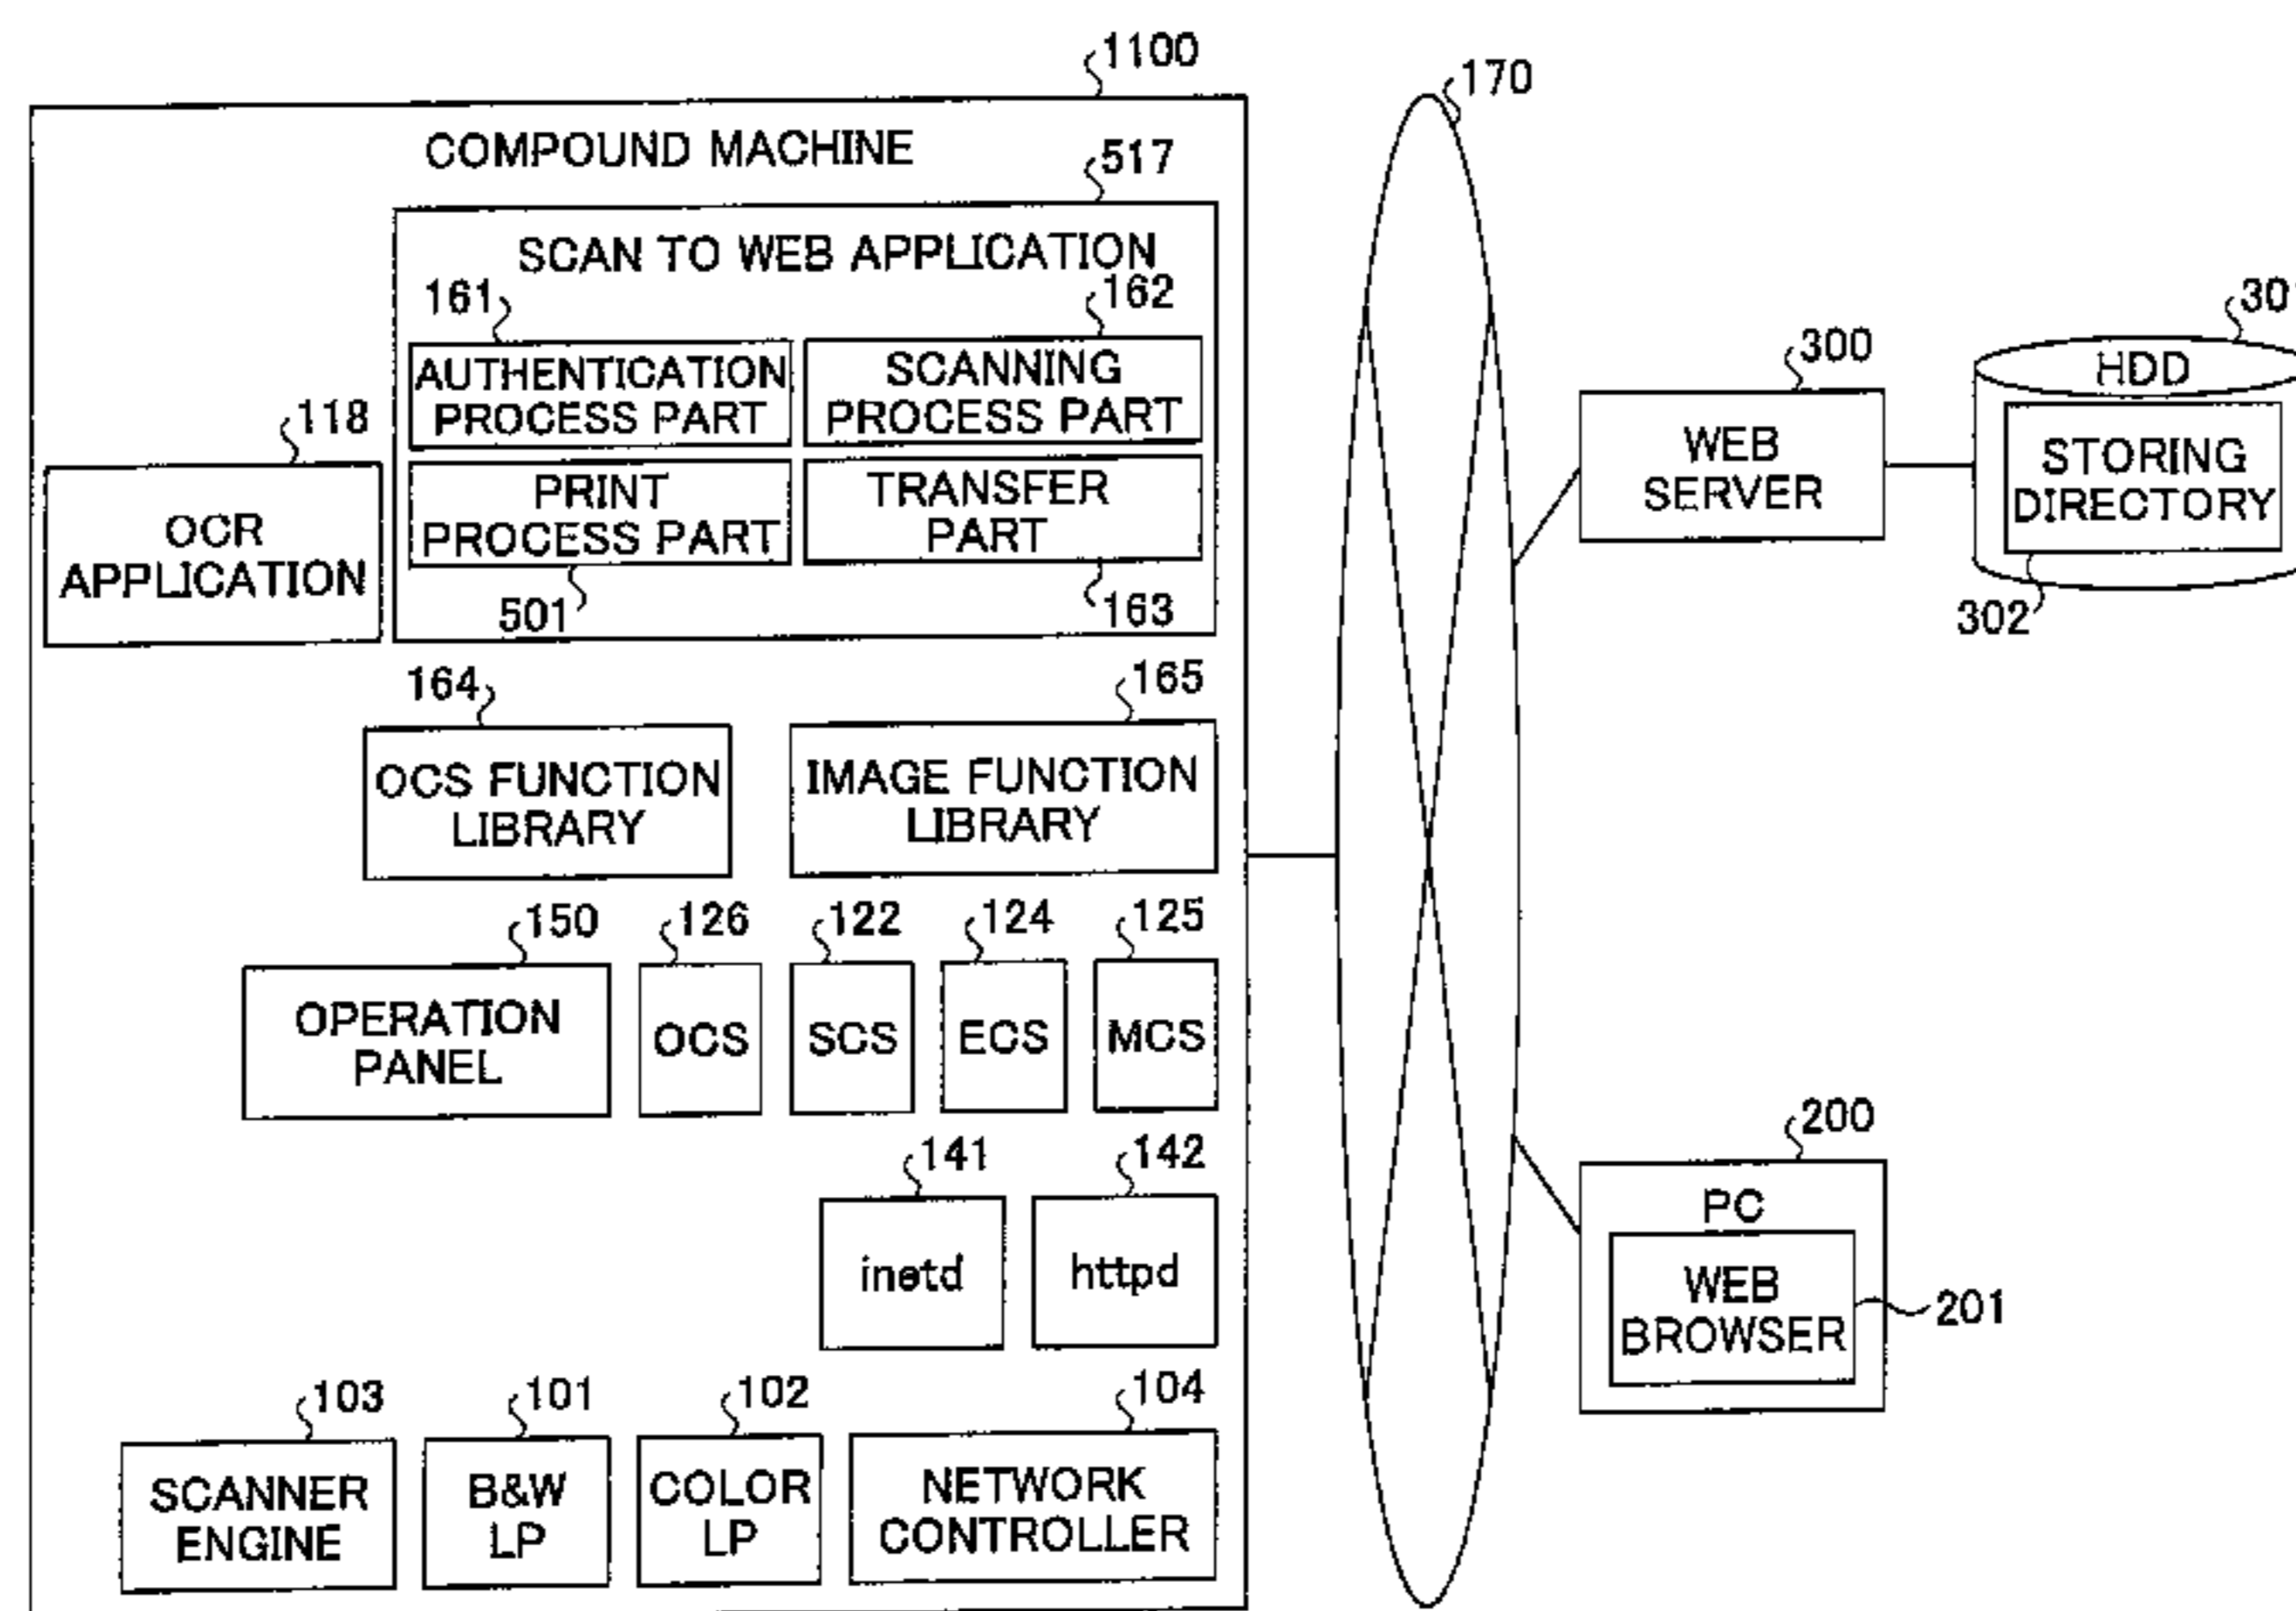 1100
170
COMPOUND MACHINE
517
SCAN TO WEB APPLICATION
161
162
AUTHENTICATION
PROCESS PART
SCANNING
PROCESS PART
118
OCR
APPLICATION
PRINT
PROCESS PART
TRANSFER
PART
501
163
164
165
OCS FUNCTION
LIBRARY
IMAGE FUNCTION
LIBRARY
150
126
122
124
125
OPERATION
PANEL
OCS
SCS
ECS
MCS
141
142
inetd
httpd
103
101
102
104
SCANNER
ENGINE
B&W
LP
COLOR
LP
NETWORK
CONTROLLER
300
WEB
SERVER
HDD
STORING
DIRECTORY
302
200
PC
WEB
BROWSER
201